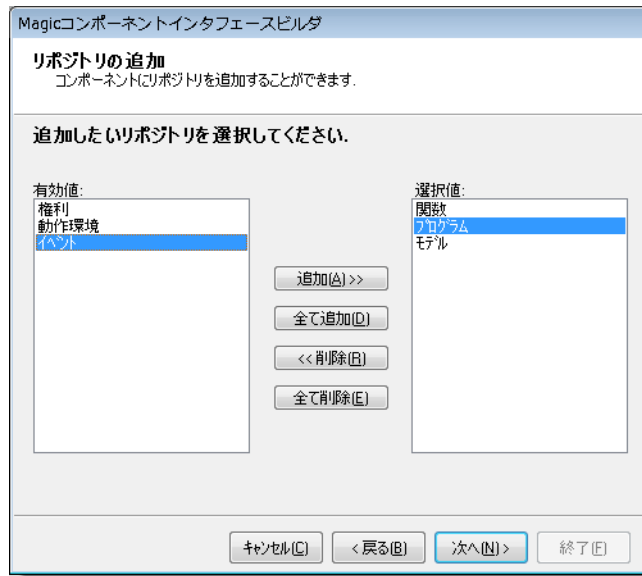 Magicコンポーネントインタフェースビルダ
リポジトリの追加
コンポーネントにリポジトリを追加することができます.
追加したいリポジトリを選択してください.
有効値:
権利
動作環境
イベント
追加(A) >>
全て追加(D)
<< 削除(R)
全て削除(E)
選択値:
関数
プログラム
モデル
キャンセル(C)
< 戻る(B)
次へ(N) >
終了(F)